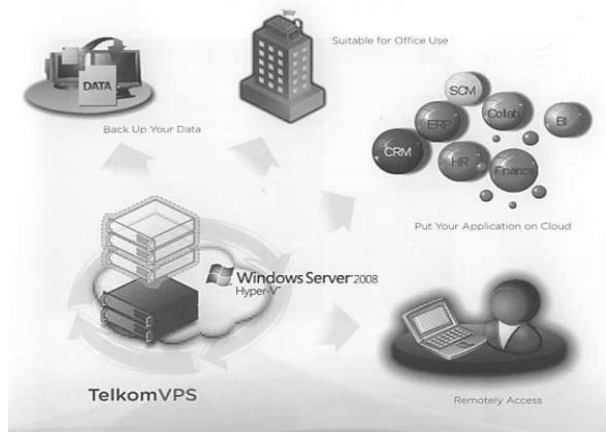 Suitable for Office Use
DATA
Back Up Your Data
SCM
Collab
BI
ERP
CRM
HR
Finance
Put Your Application on Cloud
Windows Server 2008
Hyper-V
TelkomVPS
Remotely Access